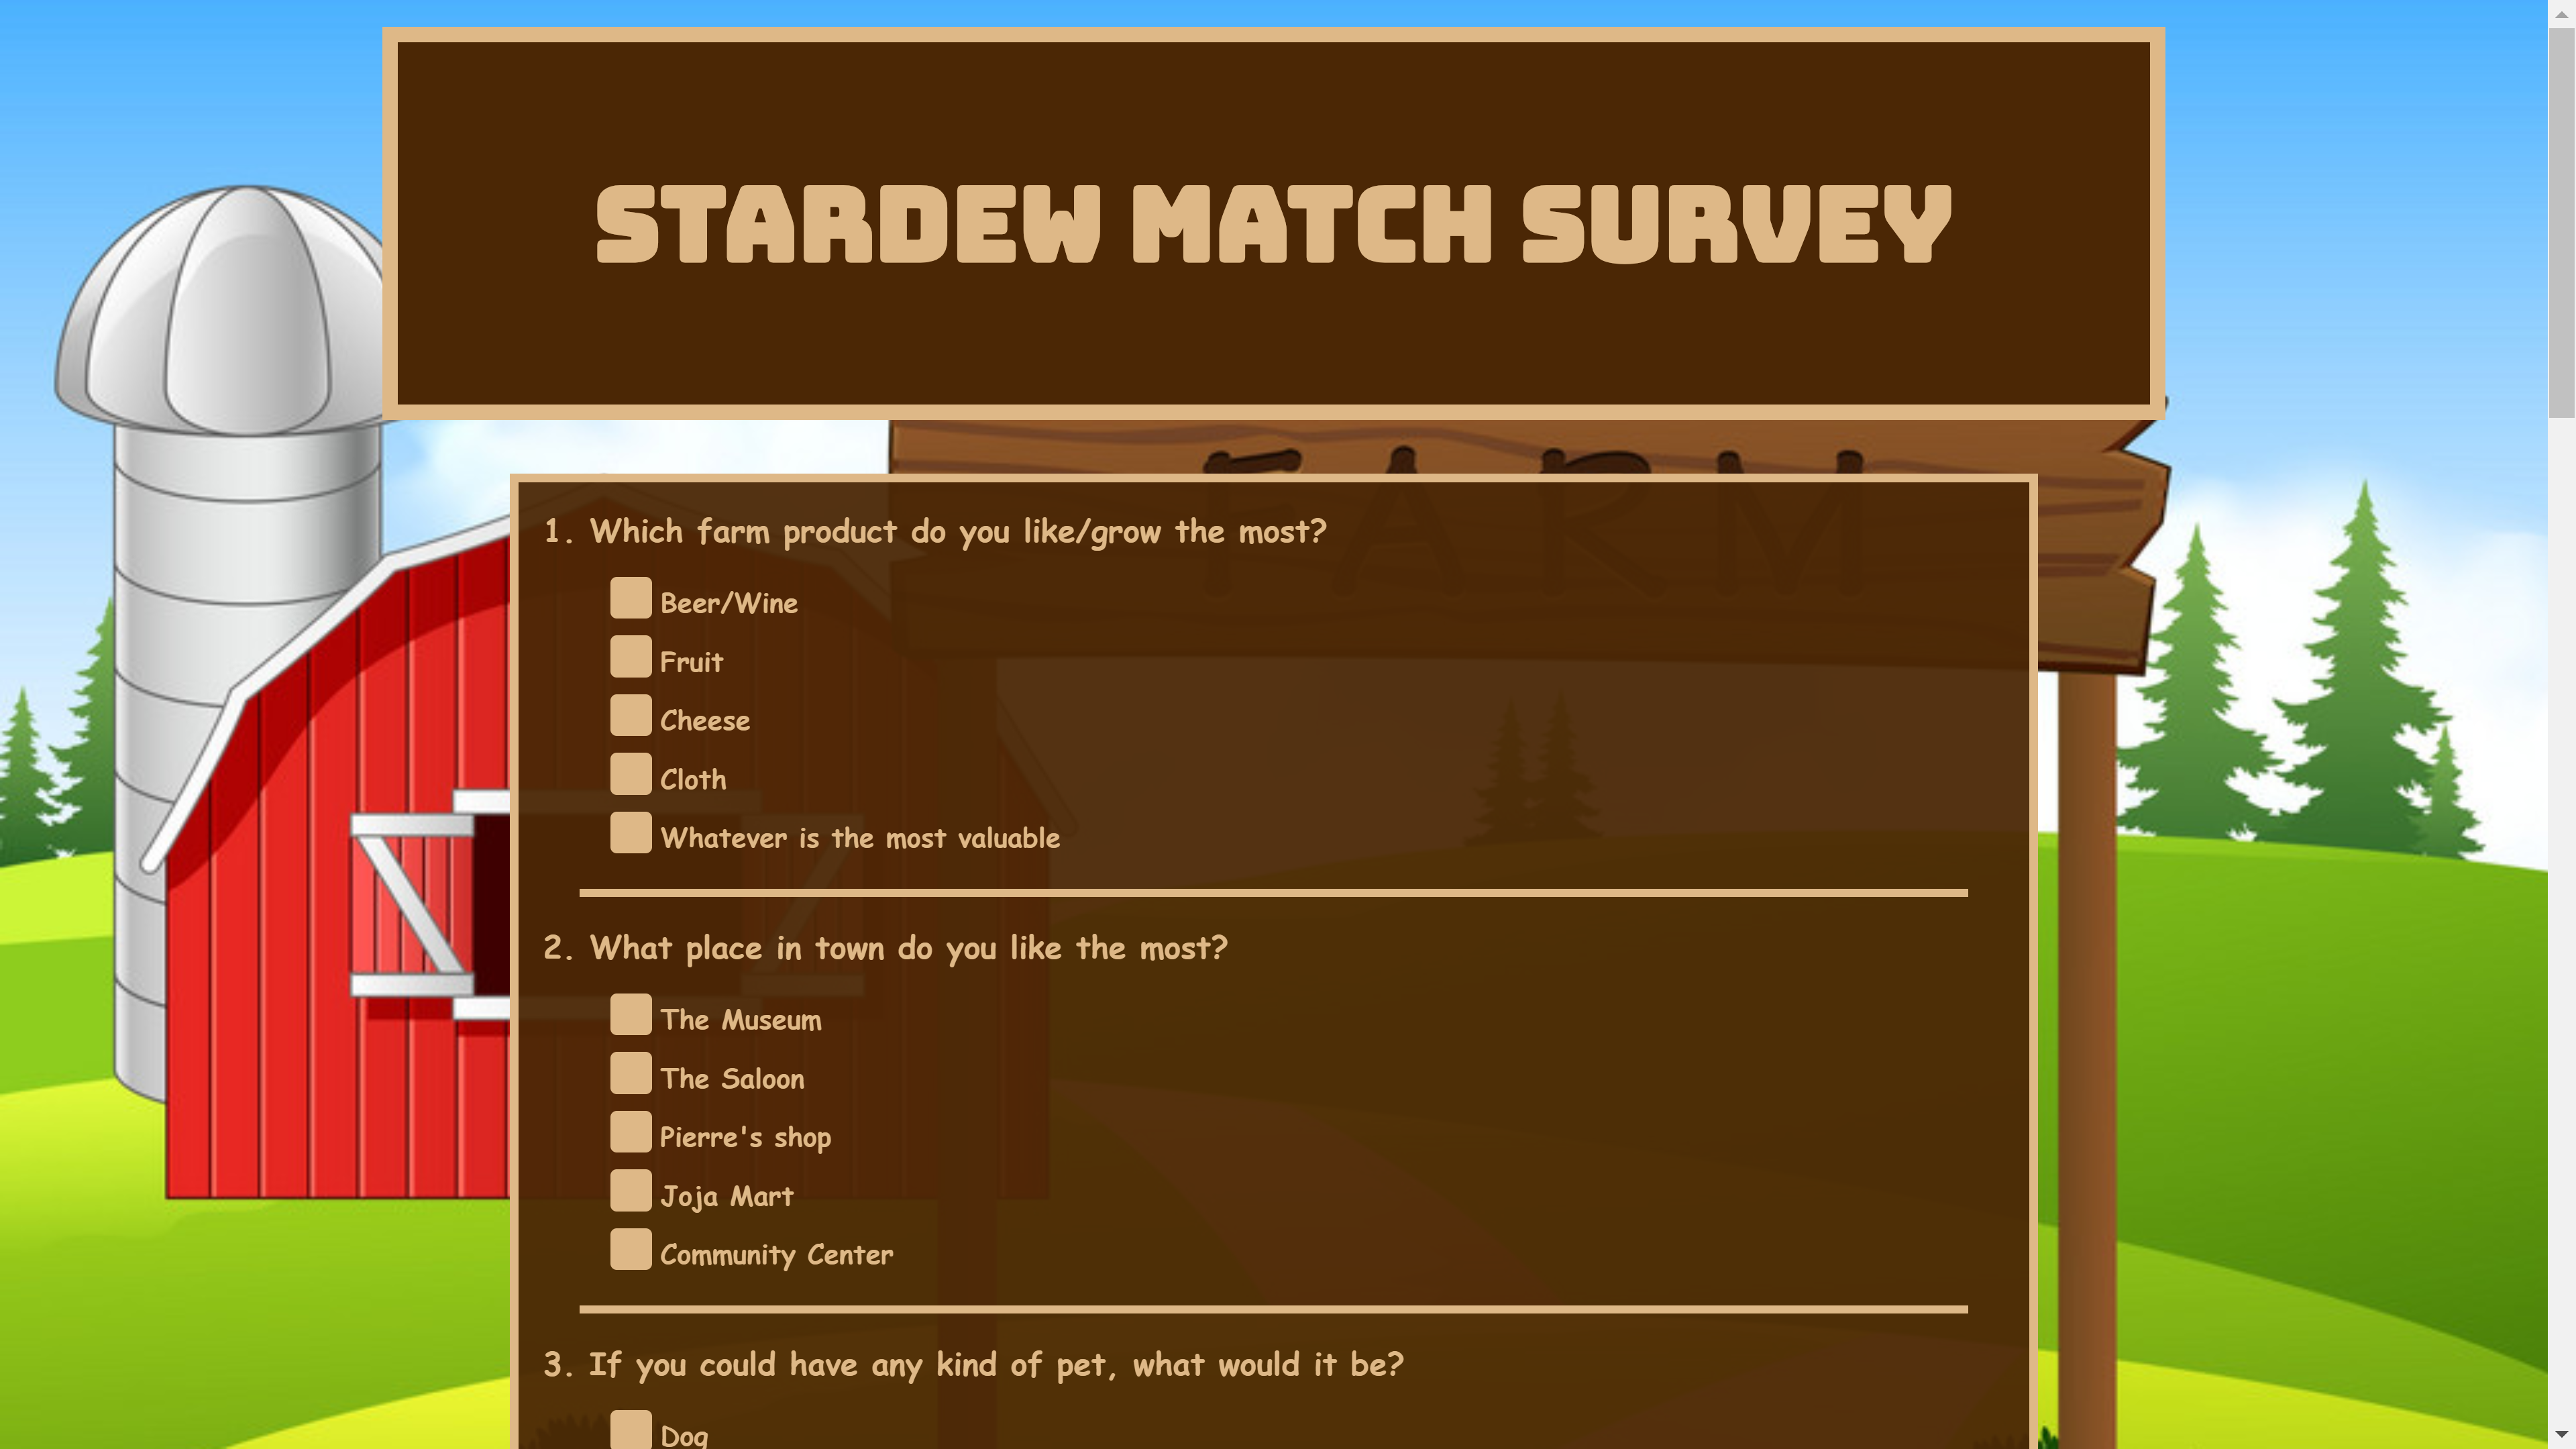 STARDEW MATCH SURVEY
FARM
1. Which farm product do you like/grow the most?
Beer/Wine
Fruit
Cheese
Cloth
Whatever is the most valuable
2. What place in town do you like the most?
The Museum
The Saloon
Pierre's shop
Joja Mart
Community Center
3. If you could have any kind of pet, what would it be?
Dog